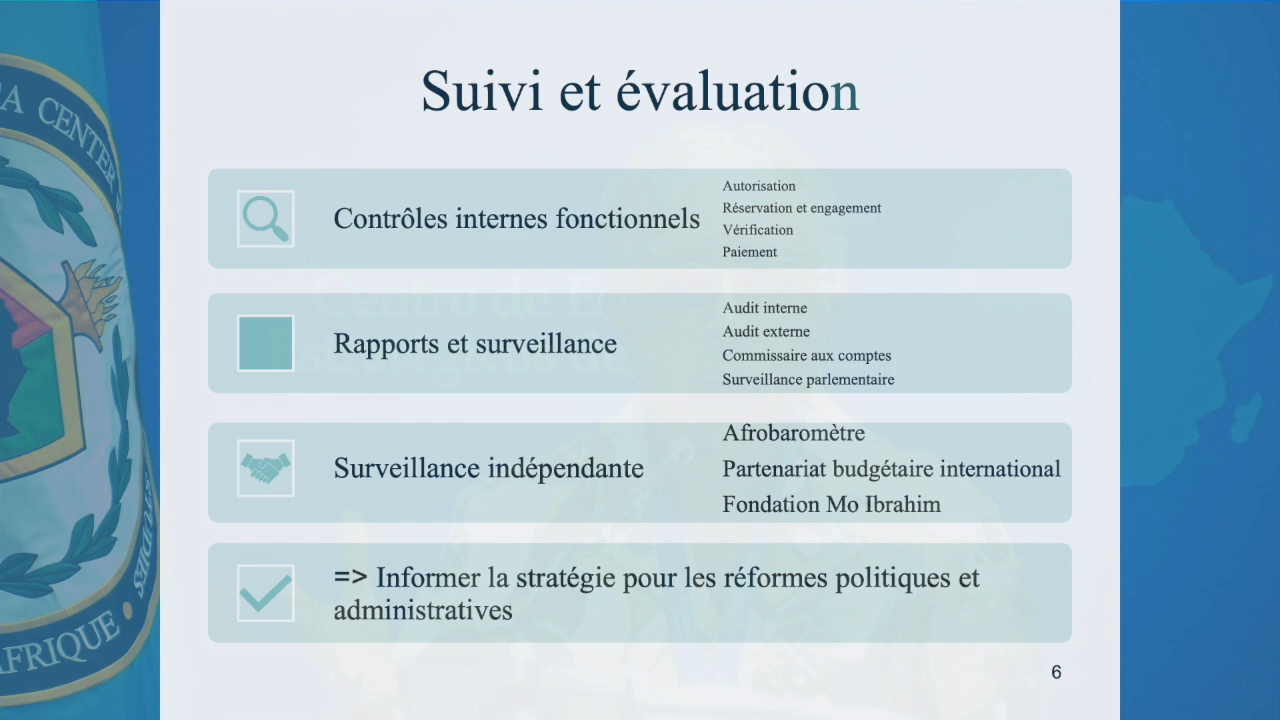 Suivi et évaluation
Contrôles internes fonctionnels
Autorisation
Réservation et engagement
Vérification
Paiement
Rapports et surveillance
Audit interne
Audit externe
Commissaire aux comptes
Surveillance parlementaire
Surveillance indépendante
Afrobaromètre
Partenariat budgétaire international
Fondation Mo Ibrahim
=> Informer la stratégie pour les réformes politiques et
administratives
6
CENTER
Centro de E